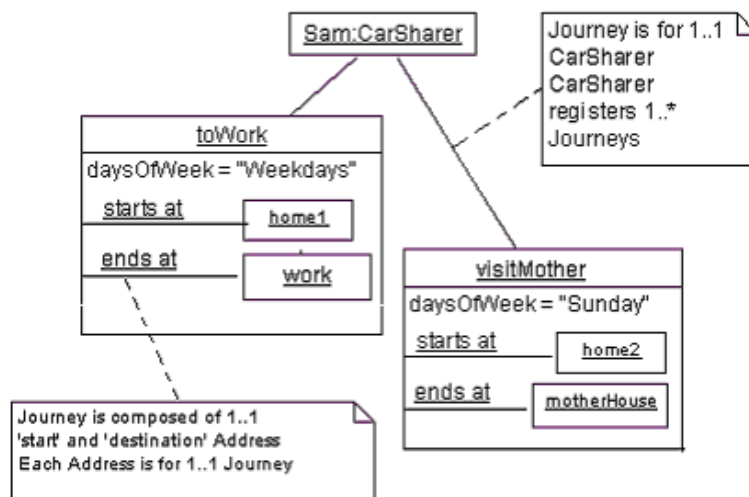 Sam:CarSharer
Journey is for 1..1
CarSharer
CarSharer
registers 1..*
Journeys
toWork
daysOfWeek = "Weekdays"
starts at
home1
ends at
work
visitMother
daysOfWeek = "Sunday"
starts at
home2
ends at
motherHouse
Journey is composed of 1..1
'start' and 'destination' Address
Each Address is for 1..1 Journey